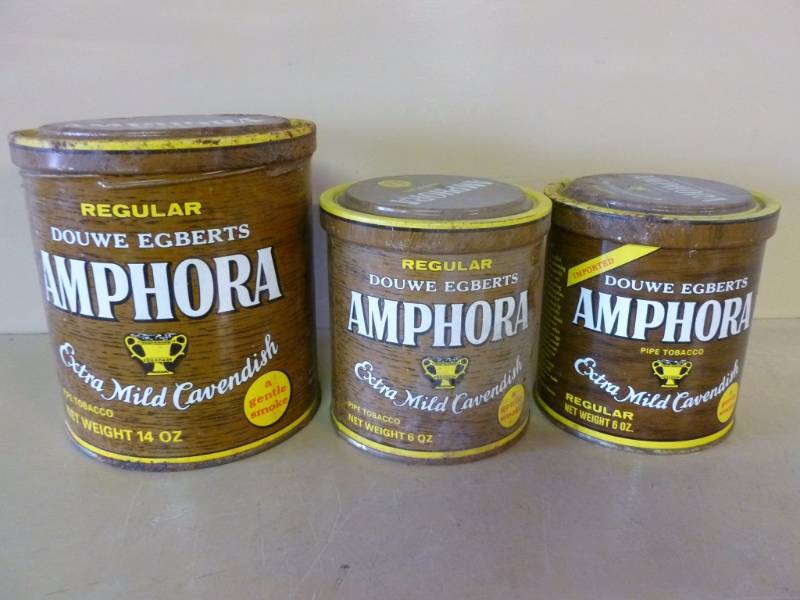 REGULAR
DOUWE EGBERTS
AMPHORA
Extra Mild Cavendish
a
gentle
smoke
PIPE TOBACCO
NET WEIGHT 14 OZ
AMPHORA
REGULAR
DOUWE EGBERTS
AMPHORA
Extra Mild Cavendish
PIPE TOBACCO
NET WEIGHT 6 OZ
AMPHORA
IMPORTED
DOUWE EGBERTS
AMPHORA
PIPE TOBACCO
Extra Mild Cavendish
REGULAR
NET WEIGHT 6 OZ.